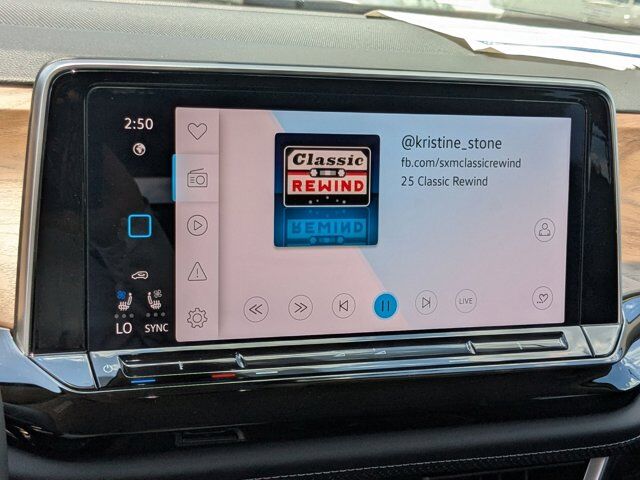 2:50
@kristine_stone
fb.com/sxmclassicrewind
25 Classic Rewind
Classic
REWIND
LIVE
LO
SYNC